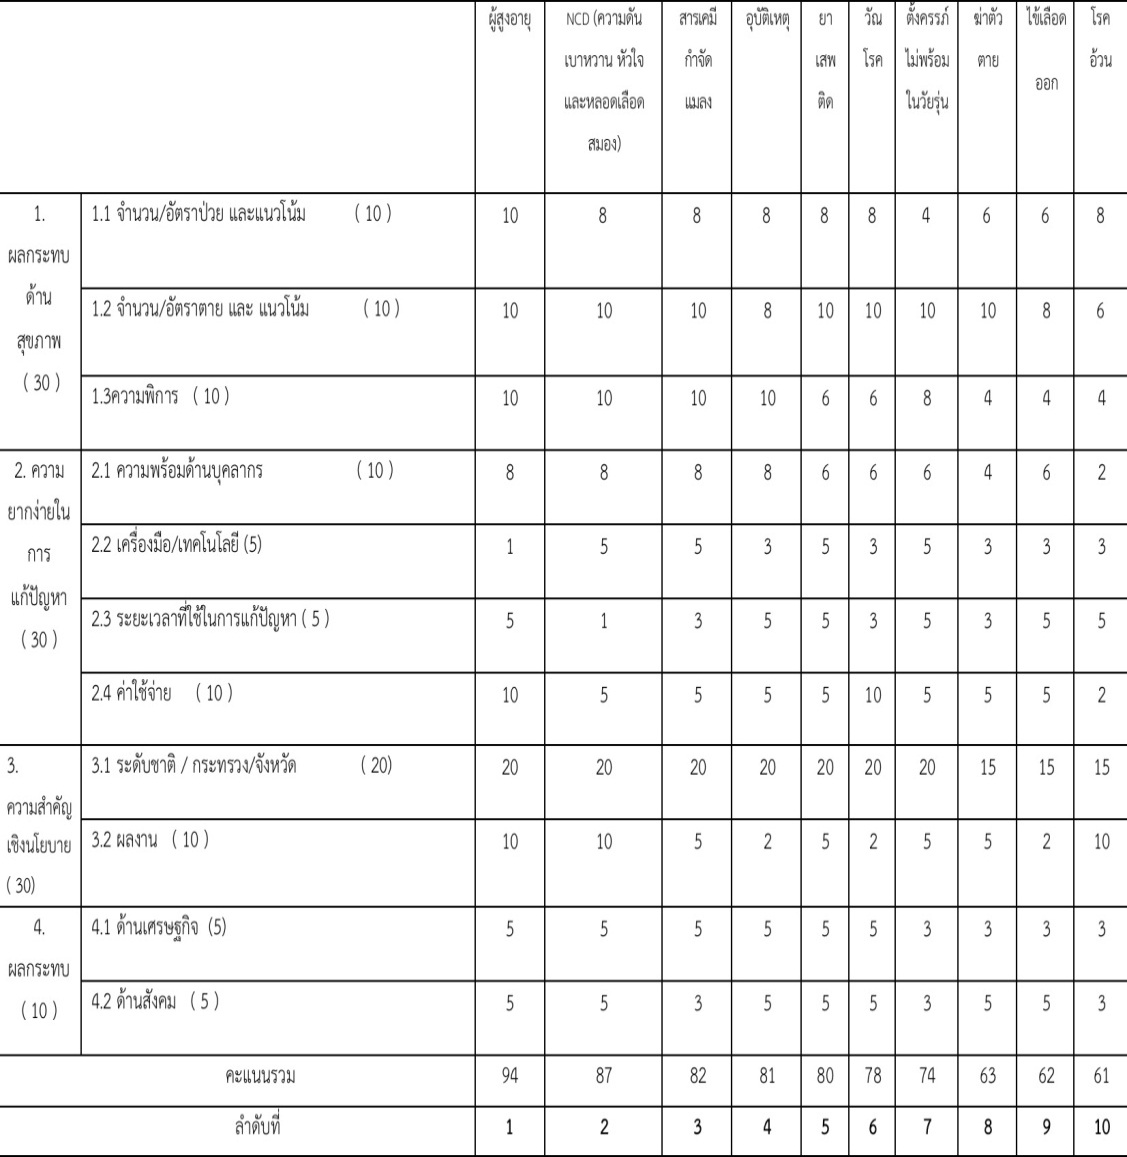 ผู้สูงอายุ NCD (ความดัน สารเคมี อุบัติเหตุ ยา วัณ ตั้งครรภ์ ฆ่าตัว ไข้เลือด โรค
เบาหวาน หัวใจ กำจัด เสพ โรค ไม่พร้อม ตาย ออก อ้วน
และหลอดเลือด แมลง ติด ในวัยรุ่น
สมอง)
1. 1.1 จำนวน/อัตราป่วย และแนวโน้ม ( 10 ) 10 8 8 8 8 8 4 6 6 8
ผลกระทบ
ด้าน 1.2 จำนวน/อัตราตาย และ แนวโน้ม ( 10 ) 10 10 10 8 10 10 10 10 8 6
สุขภาพ
( 30 ) 1.3ความพิการ ( 10 ) 10 10 10 10 6 6 8 4 4 4
2. ความ 2.1 ความพร้อมด้านบุคลากร ( 10 ) 8 8 8 8 6 6 6 4 6 2
ยากง่ายใน
การ 2.2 เครื่องมือ/เทคโนโลยี (5) 1 5 5 3 5 3 5 3 3 3
แก้ปัญหา
( 30 ) 2.3 ระยะเวลาที่ใช้ในการแก้ปัญหา ( 5 ) 5 1 3 5 5 3 5 3 5 5
2.4 ค่าใช้จ่าย ( 10 ) 10 5 5 5 5 10 5 5 5 2
3. 3.1 ระดับชาติ / กระทรวง/จังหวัด ( 20) 20 20 20 20 20 20 20 15 15 15
ความสำคัญ
เชิงนโยบาย 3.2 ผลงาน ( 10 ) 10 10 5 2 5 2 5 5 2 10
( 30)
4. 4.1 ด้านเศรษฐกิจ (5) 5 5 5 5 5 5 3 3 3 3
ผลกระทบ
( 10 ) 4.2 ด้านสังคม ( 5 ) 5 5 3 5 5 5 3 5 5 3
คะแนนรวม 94 87 82 81 80 78 74 63 62 61
ลำดับที่ 1 2 3 4 5 6 7 8 9 10